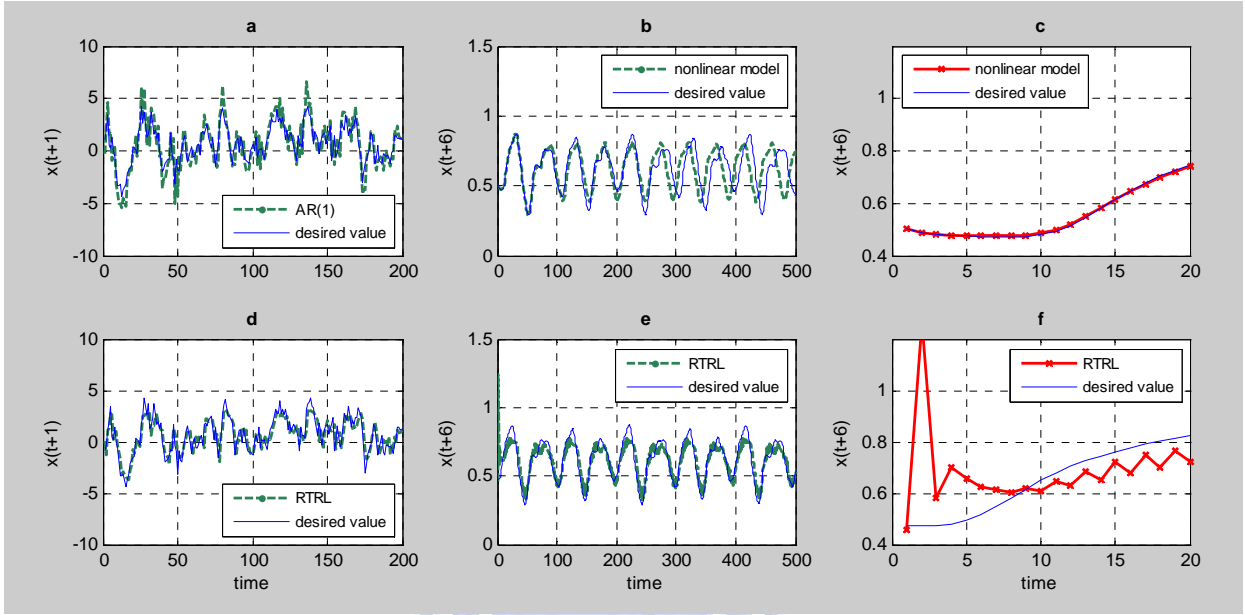 a
10
5
0
-5
-10
x(t+1)
0
50
100
150
200
AR(1)
desired value
b
1.5
1
0.5
0
x(t+6)
0
100
200
300
400
500
nonlinear model
desired value
c
1
0.8
0.6
0.4
x(t+6)
0
5
10
15
20
nonlinear model
desired value
d
10
5
0
-5
-10
x(t+1)
0
50
100
150
200
time
RTRL
desired value
e
1.5
1
0.5
0
x(t+6)
0
100
200
300
400
500
time
RTRL
desired value
f
1
0.8
0.6
0.4
x(t+6)
0
5
10
15
20
time
RTRL
desired value